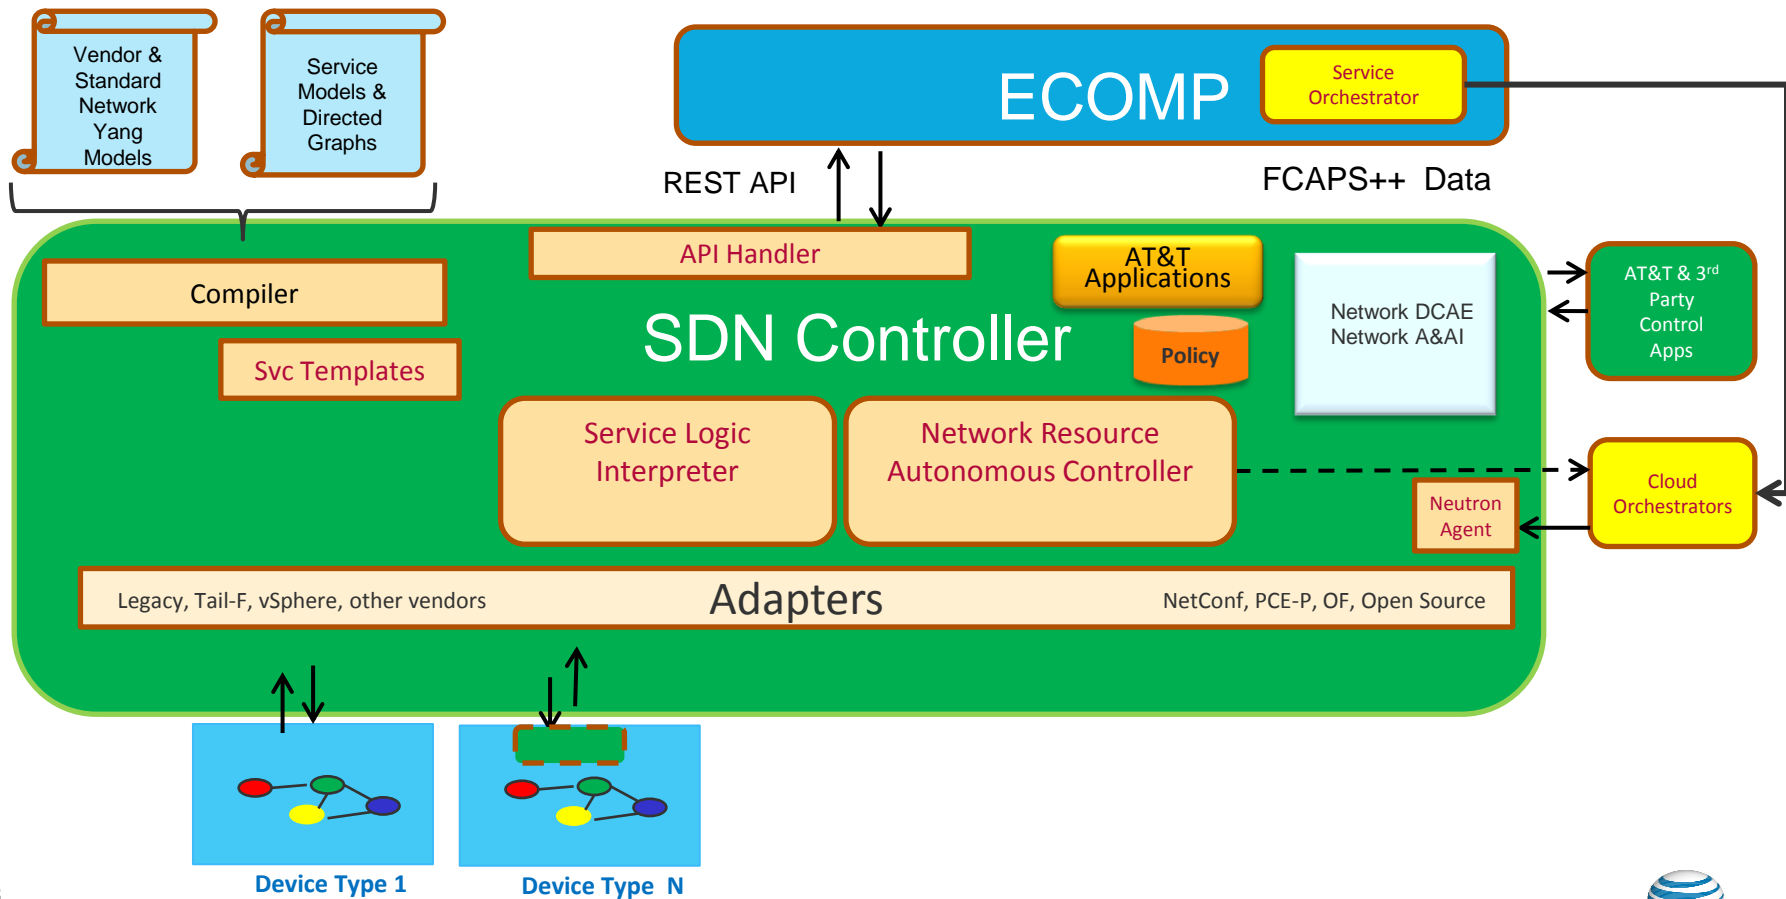 Vendor &
Standard
Network
Yang
Models
Service
Models &
Directed
Graphs
ECOMP
Service
Orchestrator
REST API
FCAPS++ Data
API Handler
Compiler
AT&T
Applications
Network DCAE
Network A&AI
AT&T & 3rd
Party
Control
Apps
SDN Controller
Policy
Svc Templates
Service Logic
Interpreter
Network Resource
Autonomous Controller
Neutron
Agent
Cloud
Orchestrators
Legacy, Tail-F, vSphere, other vendors
Adapters
NetConf, PCE-P, OF, Open Source
Device Type 1
Device Type N